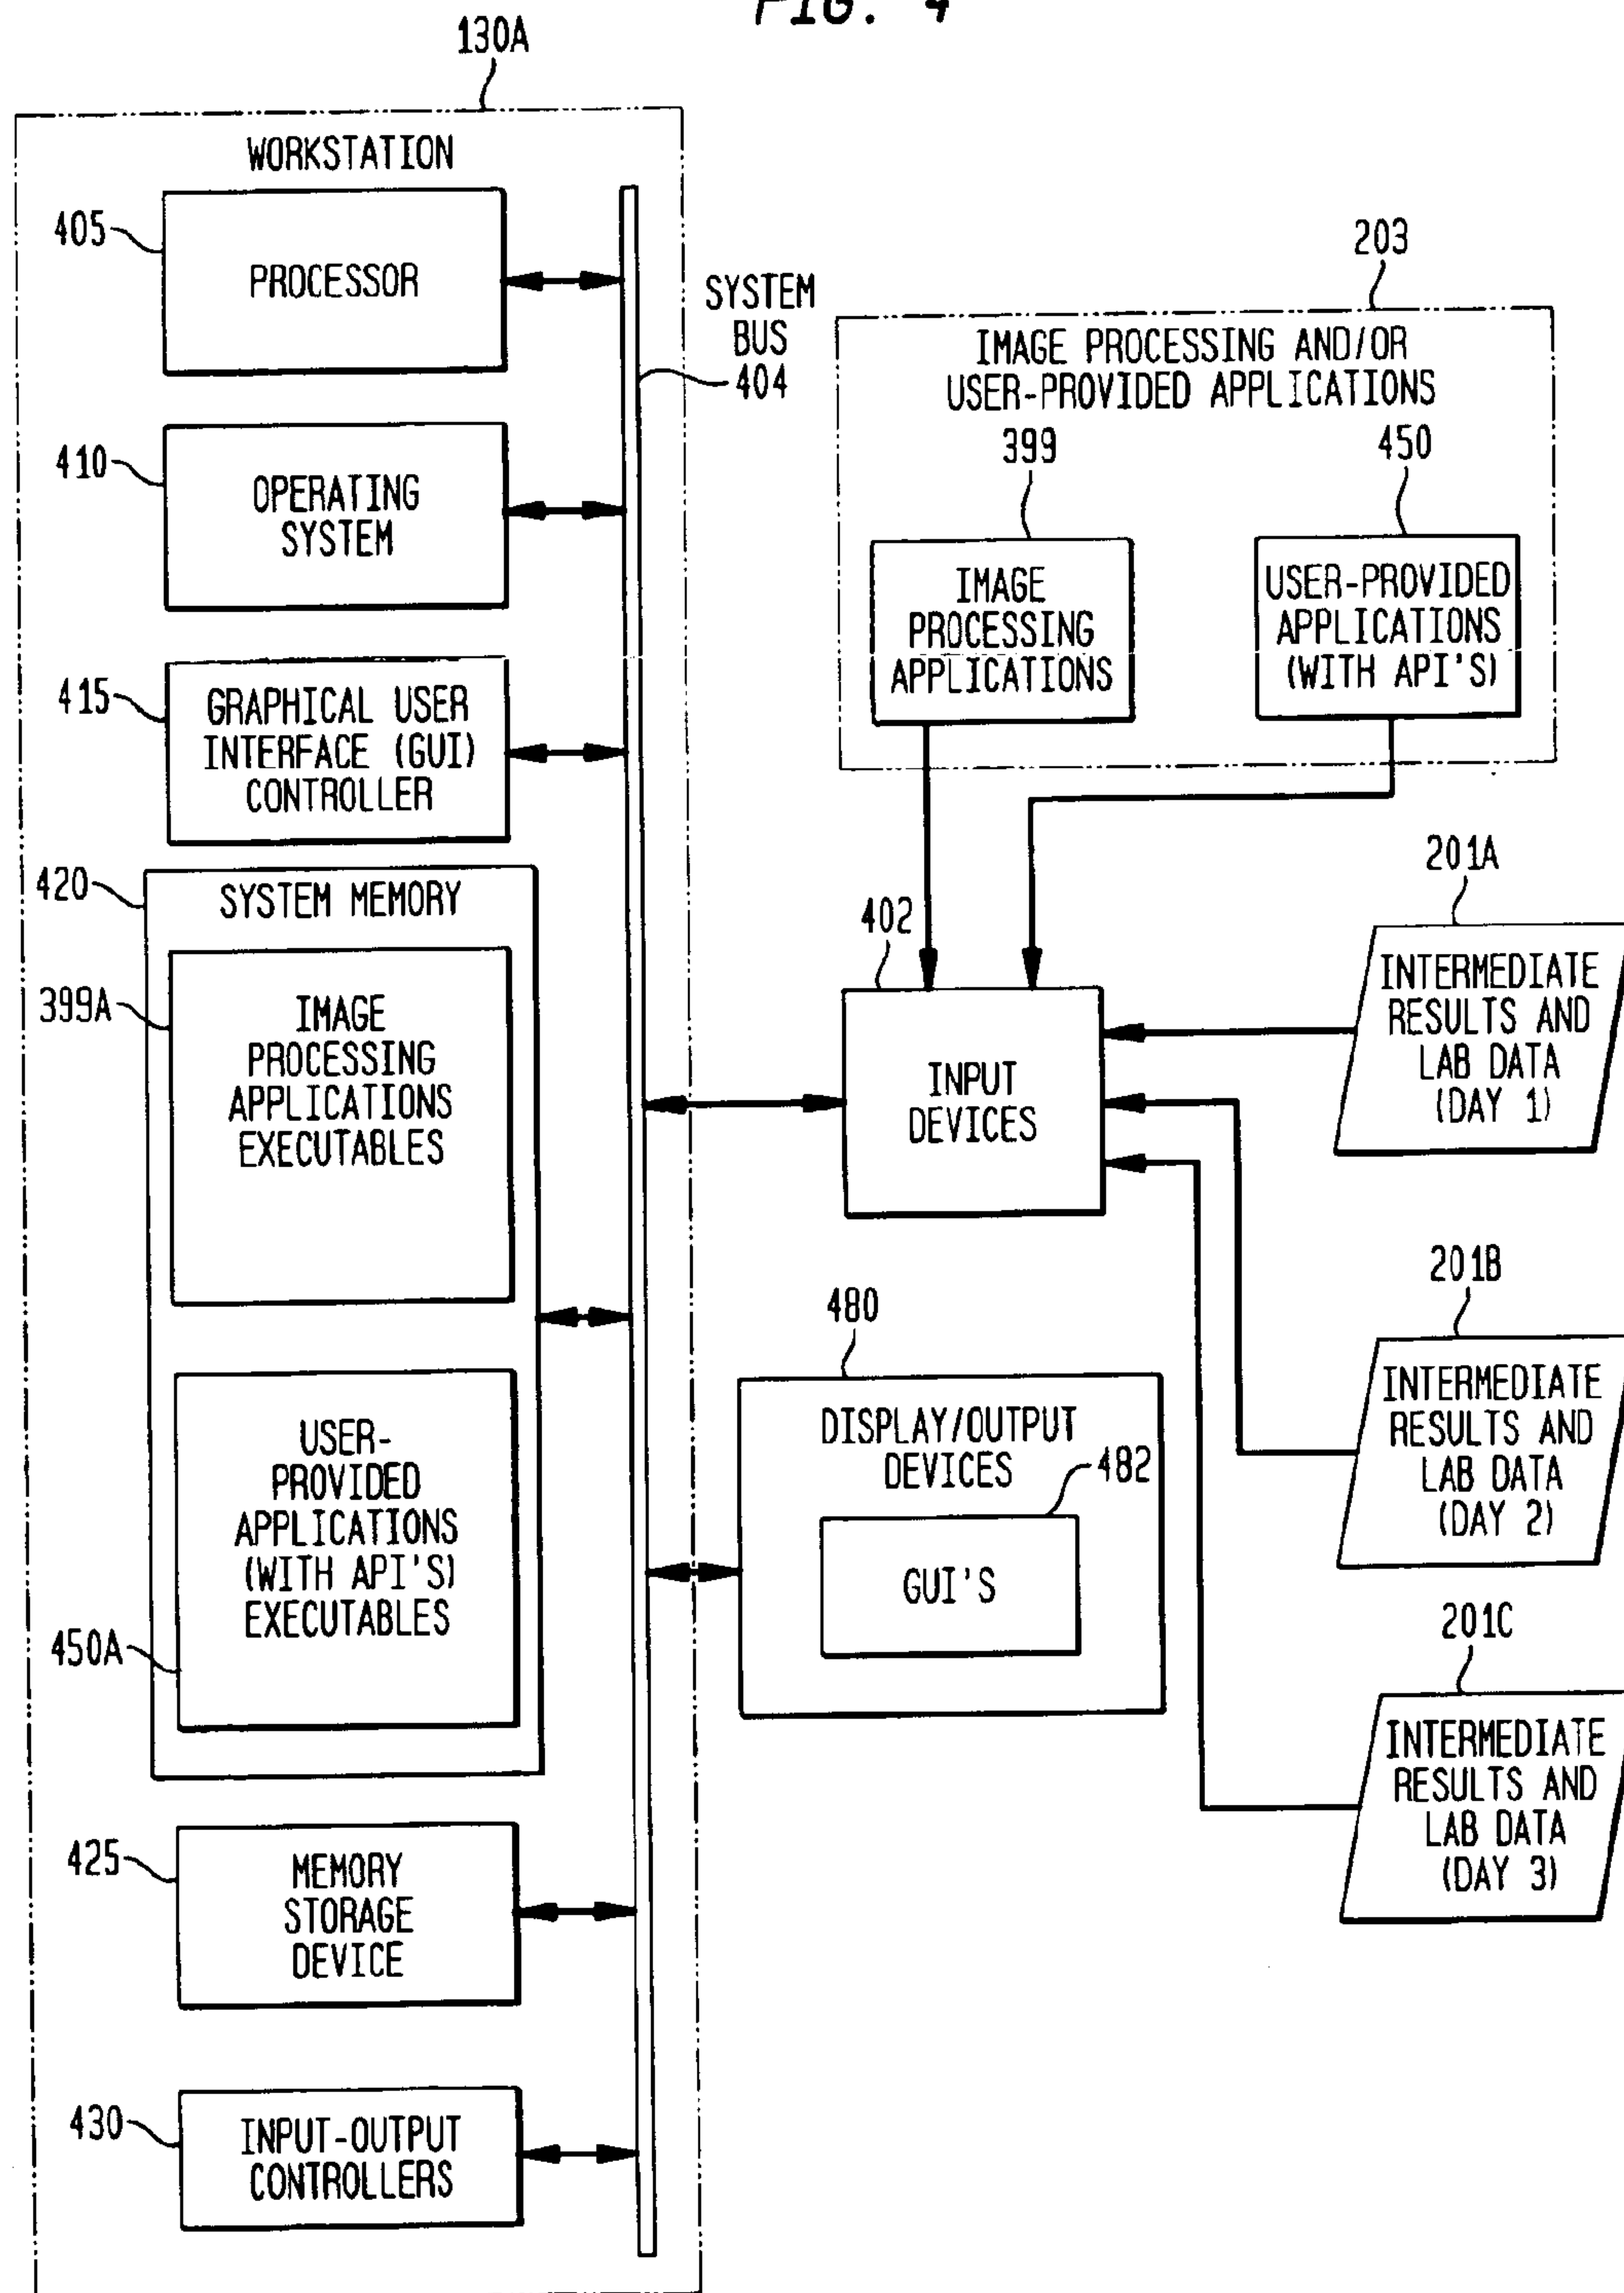 FIG. 4
130A
WORKSTATION
405
PROCESSOR
SYSTEM
BUS
404
410
OPERATING
SYSTEM
415
GRAPHICAL USER
INTERFACE (GUI)
CONTROLLER
420
SYSTEM MEMORY
399A
IMAGE
PROCESSING
APPLICATIONS
EXECUTABLES
USER-
PROVIDED
APPLICATIONS
(WITH API'S)
EXECUTABLES
450A
425
MEMORY
STORAGE
DEVICE
430
INPUT-OUTPUT
CONTROLLERS
203
IMAGE PROCESSING AND/OR
USER-PROVIDED APPLICATIONS
399
IMAGE
PROCESSING
APPLICATIONS
450
USER-PROVIDED
APPLICATIONS
(WITH API'S)
402
INPUT
DEVICES
480
DISPLAY/OUTPUT
DEVICES
482
GUI'S
201A
INTERMEDIATE
RESULTS AND
LAB DATA
(DAY 1)
201B
INTERMEDIATE
RESULTS AND
LAB DATA
(DAY 2)
201C
INTERMEDIATE
RESULTS AND
LAB DATA
(DAY 3)